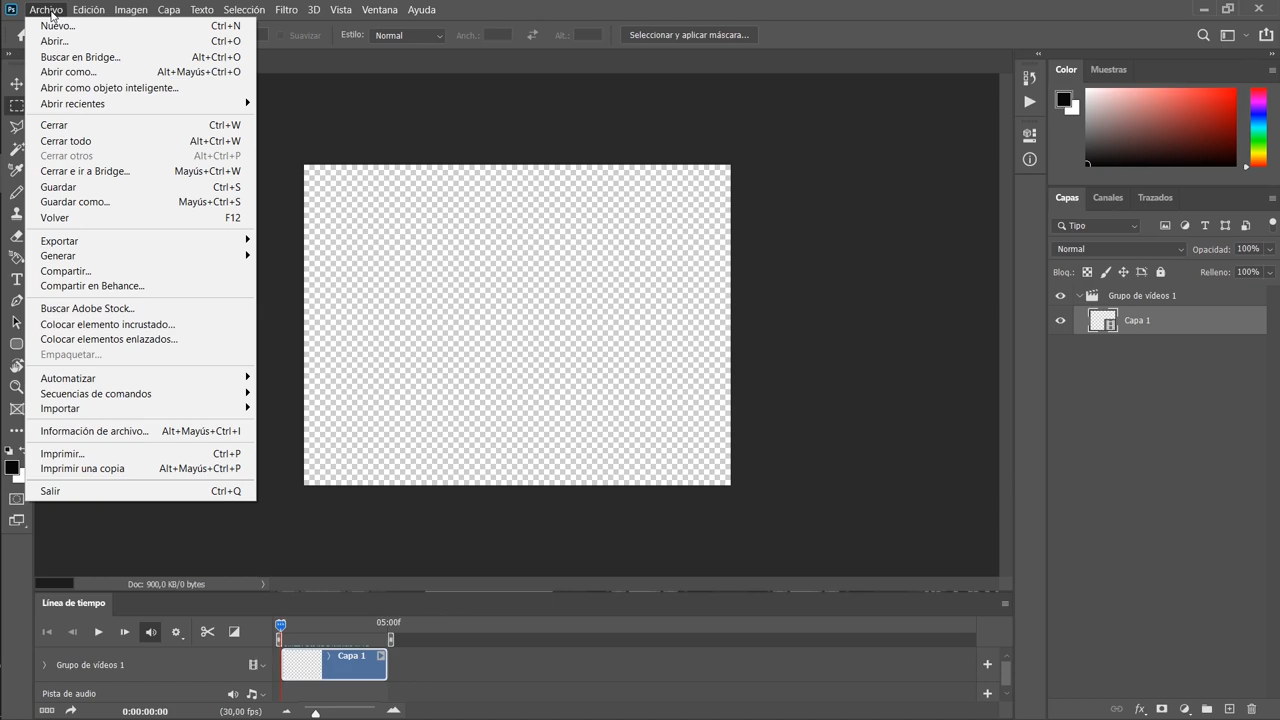 Ps Archivo Edición Imagen Capa Texto Selección Filtro 3D Vista Ventana Ayuda
Suavizar Estilo: Normal Anch.: Alt.: Seleccionar y aplicar máscara...
Nuevo... Ctrl+N
Abrir... Ctrl+O
Buscar en Bridge... Alt+Ctrl+O
Abrir como... Alt+Mayús+Ctrl+O
Abrir como objeto inteligente...
Abrir recientes
Cerrar Ctrl+W
Cerrar todo Alt+Ctrl+W
Cerrar otros Alt+Ctrl+P
Cerrar e ir a Bridge... Mayús+Ctrl+W
Guardar Ctrl+S
Guardar como... Mayús+Ctrl+S
Volver F12
Exportar
Generar
Compartir...
Compartir en Behance...
Buscar Adobe Stock...
Colocar elemento incrustado...
Colocar elementos enlazados...
Empaquetar...
Automatizar
Secuencias de comandos
Importar
Información de archivo... Alt+Mayús+Ctrl+I
Imprimir... Ctrl+P
Imprimir una copia Alt+Mayús+Ctrl+P
Salir Ctrl+Q
Color Muestras
Capas Canales Trazados
Tipo
Normal Opacidad: 100%
Bloq.: Relleno: 100%
Grupo de vídeos 1
Capa 1
Doc: 900,0 KB/0 bytes
Línea de tiempo
05:00f
Grupo de vídeos 1
Capa 1
Pista de audio
0:00:00:00 (30,00 fps)